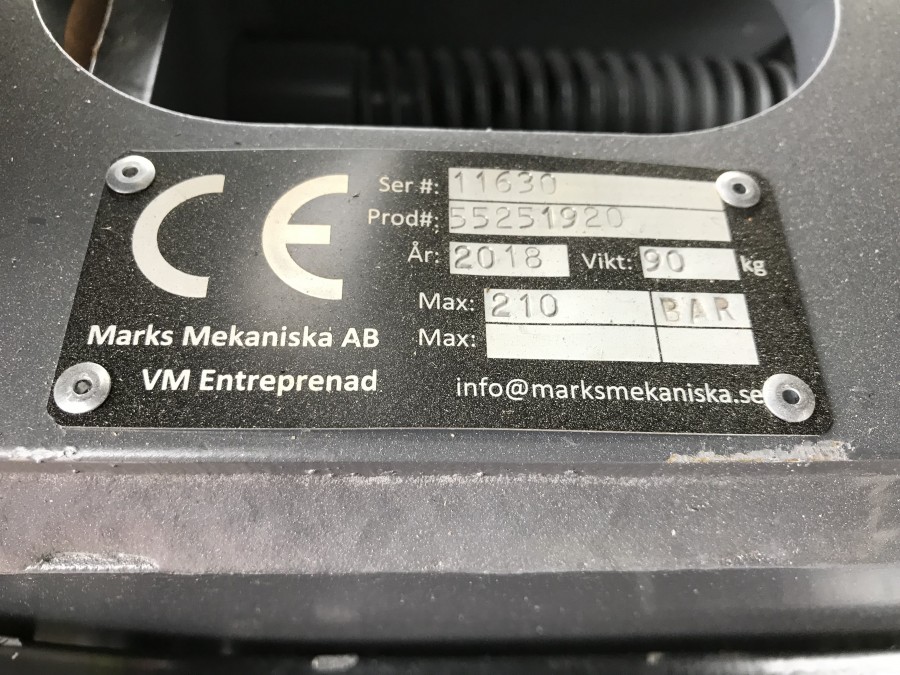 CE
Ser #: 11630
Prod#: 55251920
År: 2018 Vikt: 90 kg
Max: 210 BAR
Max:
Marks Mekaniska AB
VM Entreprenad
info@marksmekaniska.se